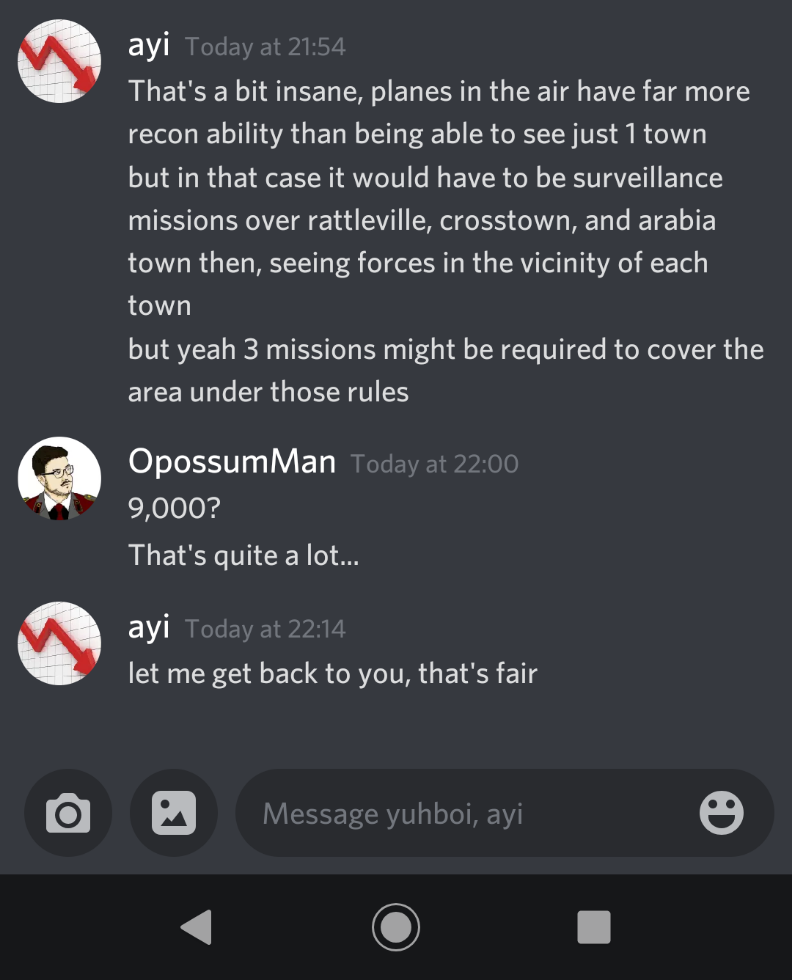 ayi Today at 21:54
That's a bit insane, planes in the air have far more
recon ability than being able to see just 1 town
but in that case it would have to be surveillance
missions over rattleville, crosstown, and arabia
town then, seeing forces in the vicinity of each
town
but yeah 3 missions might be required to cover the
area under those rules
OpossumMan Today at 22:00
9,000?
That's quite a lot...
ayi Today at 22:14
let me get back to you, that's fair
Message yuhboi, ayi